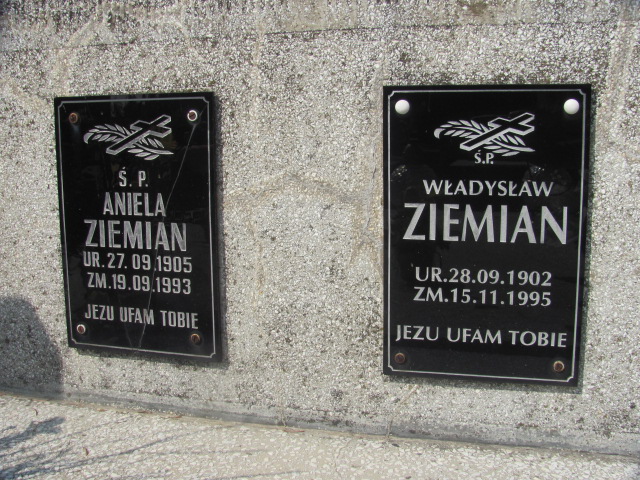 Ś. P.
ANIELA
ZIEMIAN
UR. 27. 09. 1905
ZM. 19. 09. 1993
JEZU UFAM TOBIE
Ś.P.
WŁADYSŁAW
ZIEMIAN
UR. 28.09.1902
ZM. 15.11.1995
JEZU UFAM TOBIE